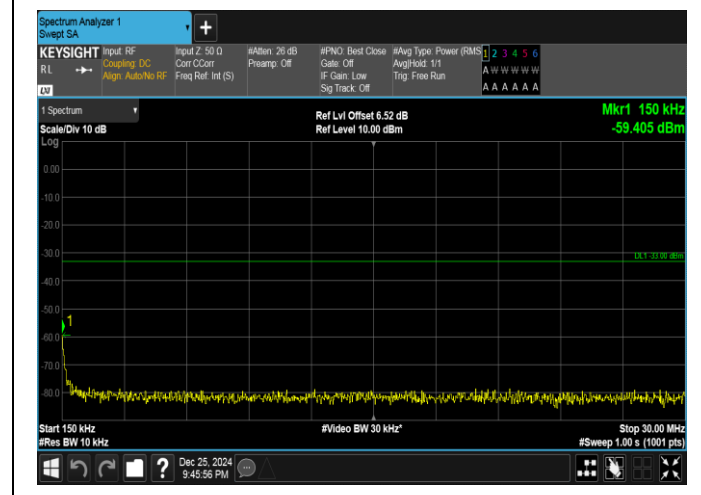 Spectrum Analyzer 1
Swept SA
+
KEYSIGHT
RL
LXI
Input: RF
Coupling: DC
Align: Auto/No RF
Input Z: 50 Ω
Corr CCorr
Freq Ref: Int (S)
#Atten: 26 dB
Preamp: Off
#PNO: Best Close
Gate: Off
IF Gain: Low
Sig Track: Off
#Avg Type: Power (RMS
Avg|Hold: 1/1
Trig: Free Run
1 2 3 4 5 6
A W W W W W
A A A A A A
1 Spectrum
Scale/Div 10 dB
Log
Ref Lvl Offset 6.52 dB
Ref Level 10.00 dBm
Mkr1 150 kHz
-59.405 dBm
0.00
-10.0
-20.0
-30.0
DL1 -33.00 dBm
-40.0
-50.0
1
-60.0
-70.0
-80.0
Start 150 kHz
#Video BW 30 kHz*
Stop 30.00 MHz
#Res BW 10 kHz
#Sweep 1.00 s (1001 pts)
?
Dec 25, 2024
9:45:56 PM